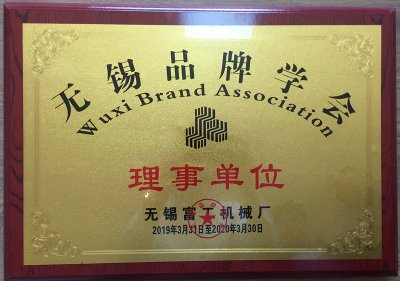 无锡品牌学会
Wuxi Brand Association
理事单位
无锡富工机械厂
2019年3月31日至2020年3月30日